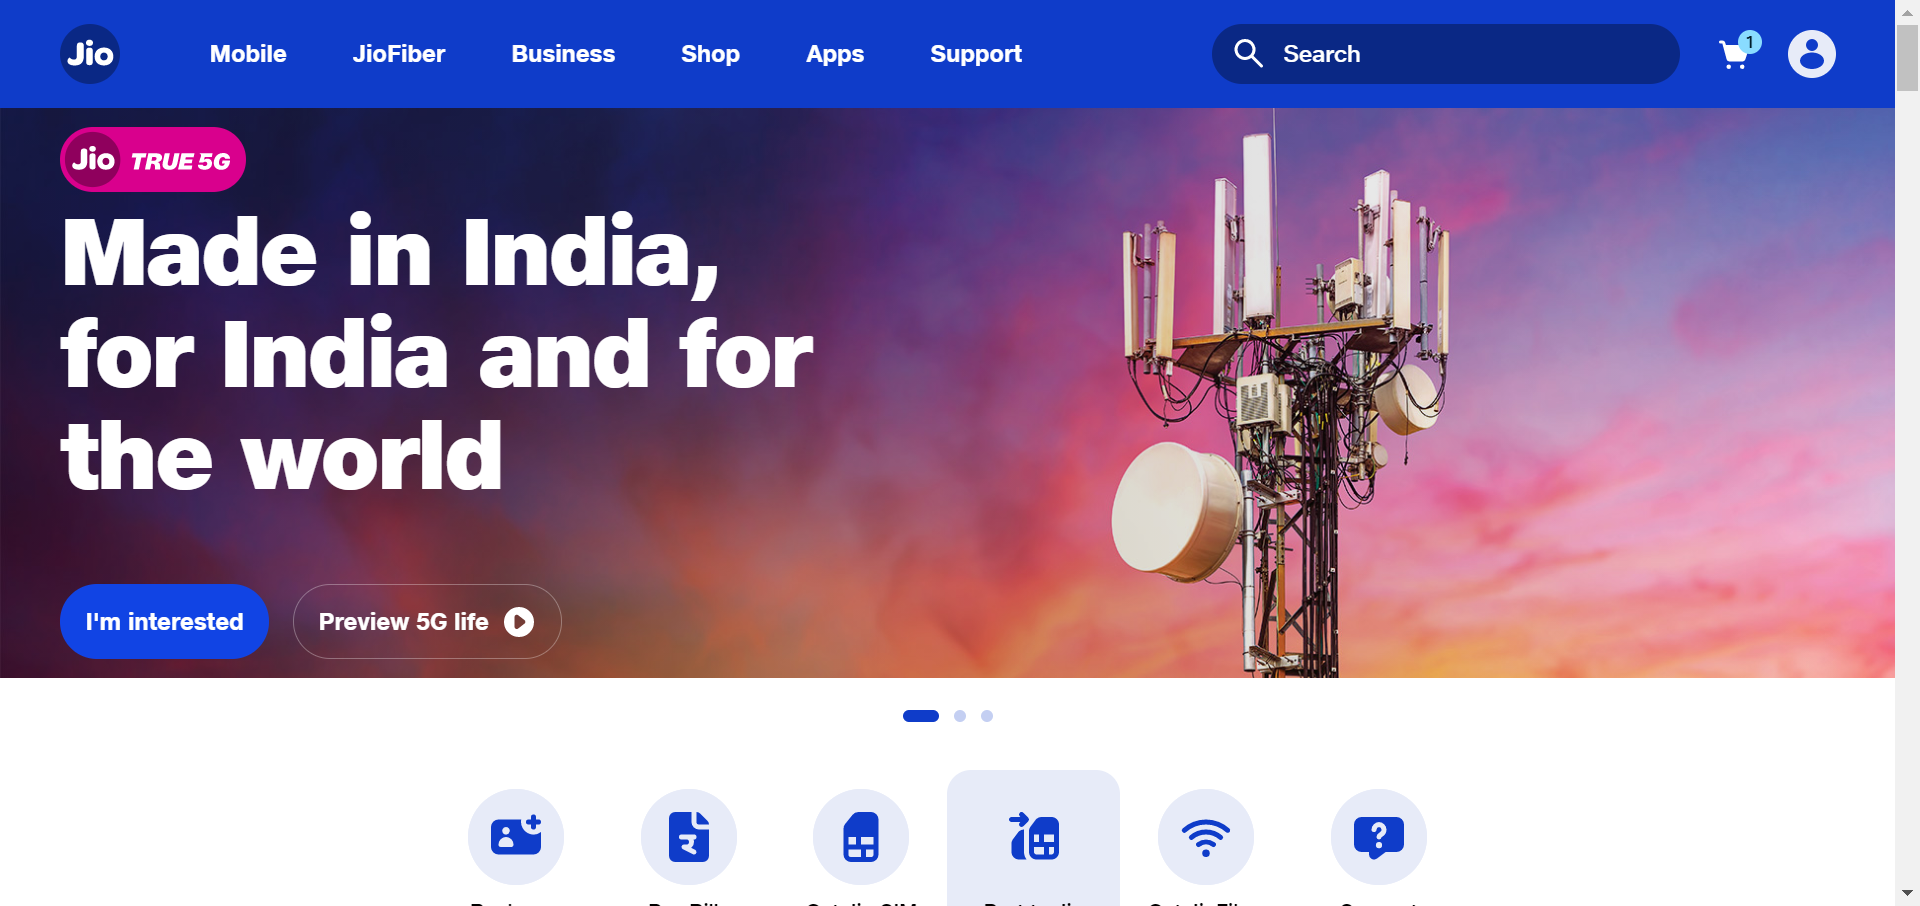 Jio
Mobile
JioFiber
Business
Shop
Apps
Support
Search
1
Jio TRUE 5G
Made in India,
for India and for
the world
I'm interested
Preview 5G life